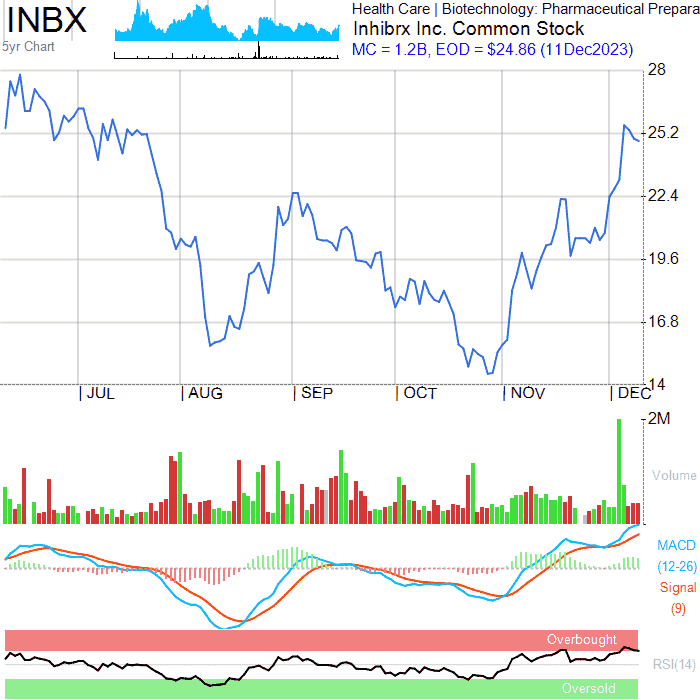 INBX
5yr Chart
Health Care | Biotechnology: Pharmaceutical Prepara
Inhibrx Inc. Common Stock
MC = 1.2B, EOD = $24.86 (11Dec2023)
28
25.2
22.4
19.6
16.8
14
|JUL |AUG |SEP |OCT |NOV |DEC
2M
Volume
MACD
(12-26)
Signal
(9)
Overbought
RSI(14)
Oversold